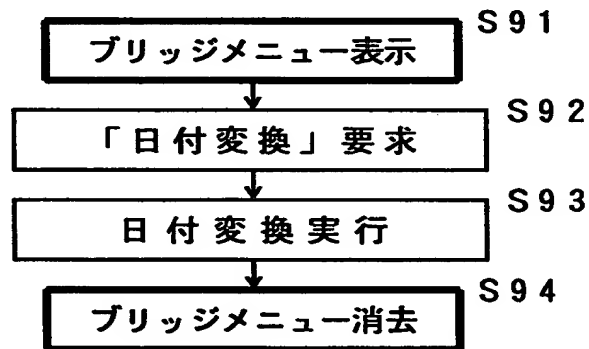 S91
ブリッジメニュー表示
S92
「日付変換」要求
S93
日付変換実行
S94
ブリッジメニュー消去